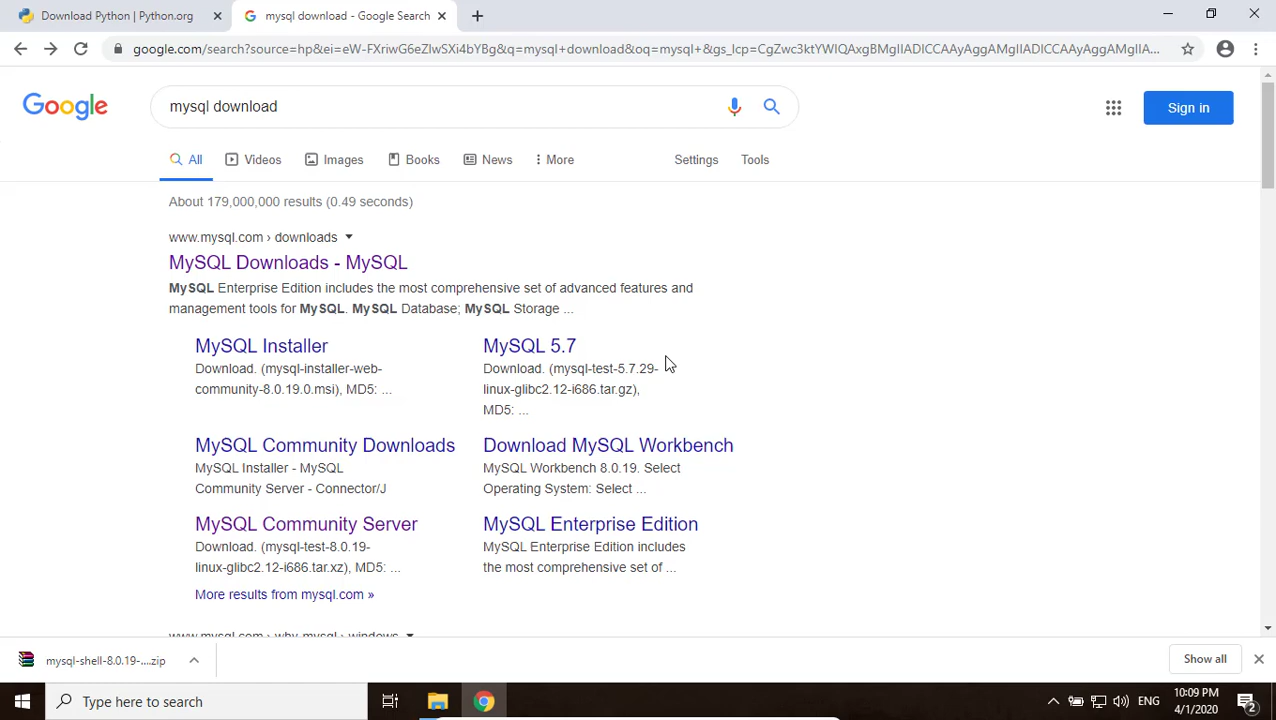 Download Python | Python.org
mysql download - Google Search
google.com/search?source=hp&ei=eW-FXriwG6eZlwSXi4bYBg&q=mysql+download&oq=mysql+&gs_lcp=CgZwc3ktYWIQAxgBMgIIADICCAAyAggAMgIIADICCAAyAggAMgIIADICCAAyAggAMgIIA...
Google
mysql download
Sign in
All Videos Images Books News More Settings Tools
About 179,000,000 results (0.49 seconds)
www.mysql.com › downloads
MySQL Downloads - MySQL
MySQL Enterprise Edition includes the most comprehensive set of advanced features and
management tools for MySQL. MySQL Database; MySQL Storage ...
MySQL Installer
Download. (mysql-installer-web-
community-8.0.19.0.msi), MD5: ...
MySQL 5.7
Download. (mysql-test-5.7.29-
linux-glibc2.12-i686.tar.gz),
MD5: ...
MySQL Community Downloads
MySQL Installer - MySQL
Community Server - Connector/J
Download MySQL Workbench
MySQL Workbench 8.0.19. Select
Operating System: Select ...
MySQL Community Server
Download. (mysql-test-8.0.19-
linux-glibc2.12-i686.tar.xz), MD5: ...
MySQL Enterprise Edition
MySQL Enterprise Edition includes
the most comprehensive set of ...
More results from mysql.com »
www.mysql.com › why-mysql › windows
mysql-shell-8.0.19-....zip
Show all
Type here to search
ENG
10:09 PM
4/1/2020
2